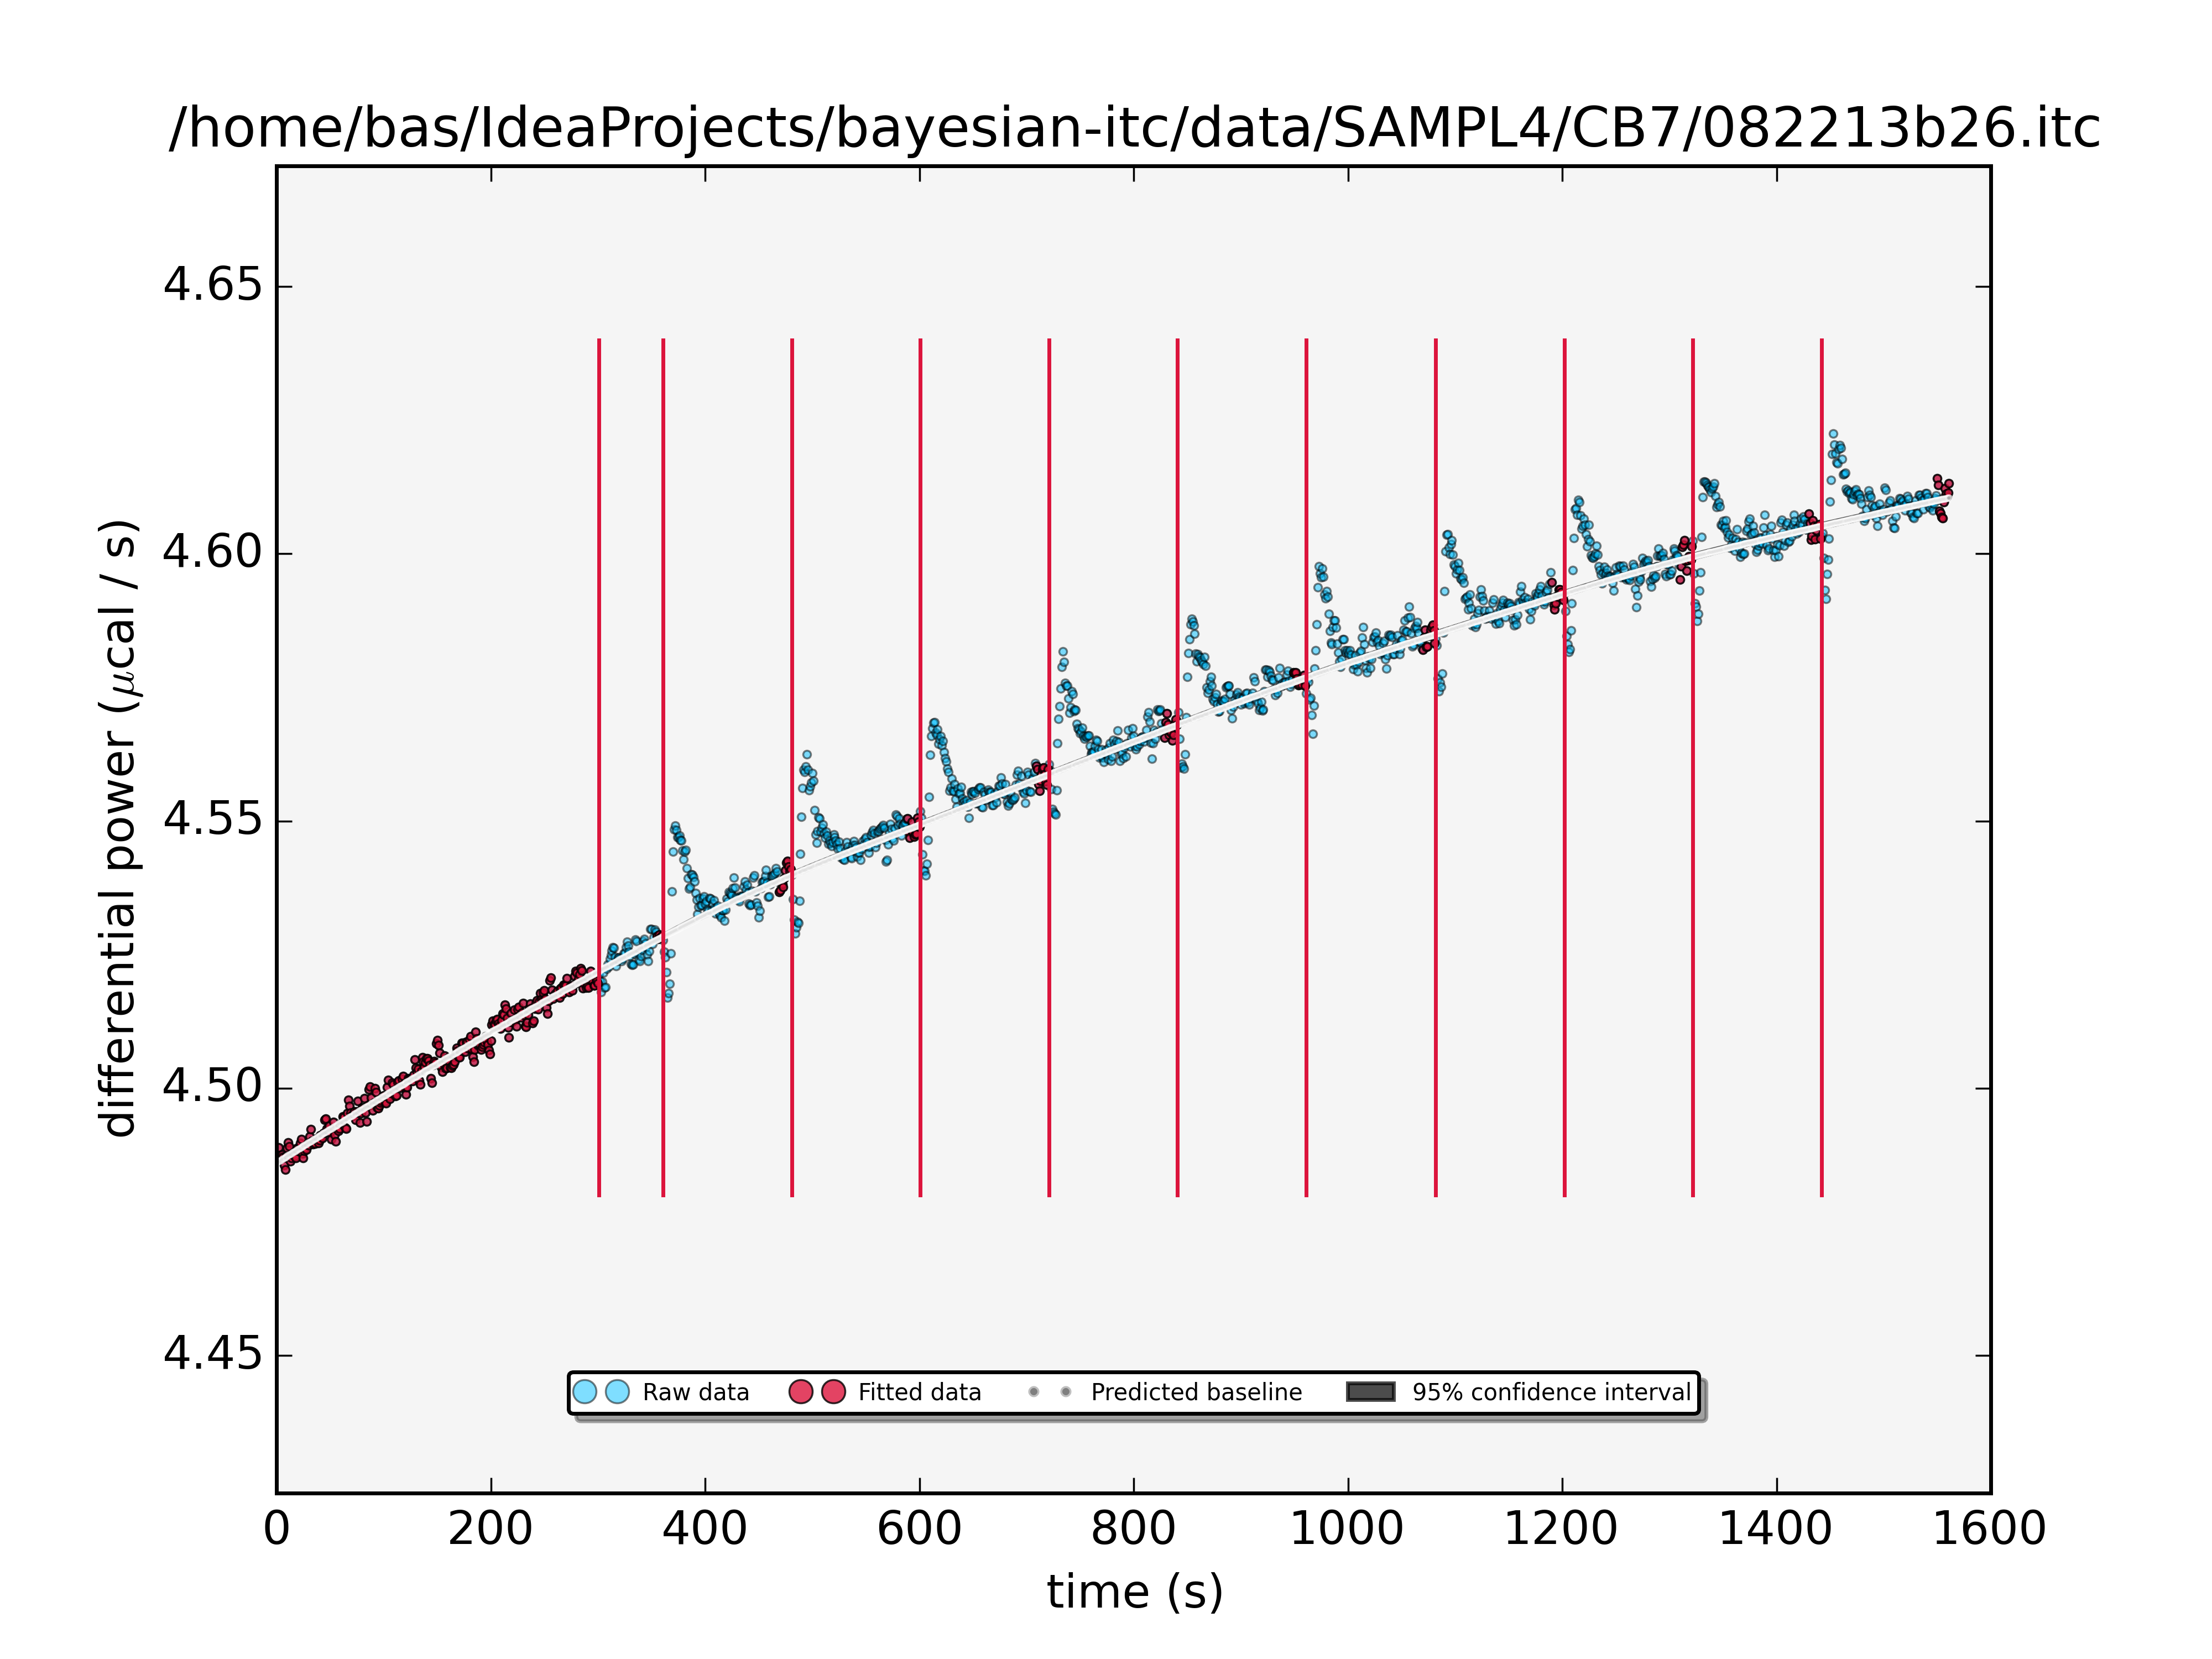 /home/bas/IdeaProjects/bayesian-itc/data/SAMPL4/CB7/082213b26.itc
differential power (μcal / s)
4.65
4.60
4.55
4.50
4.45
Raw data Fitted data Predicted baseline 95% confidence interval
0 200 400 600 800 1000 1200 1400 1600
time (s)